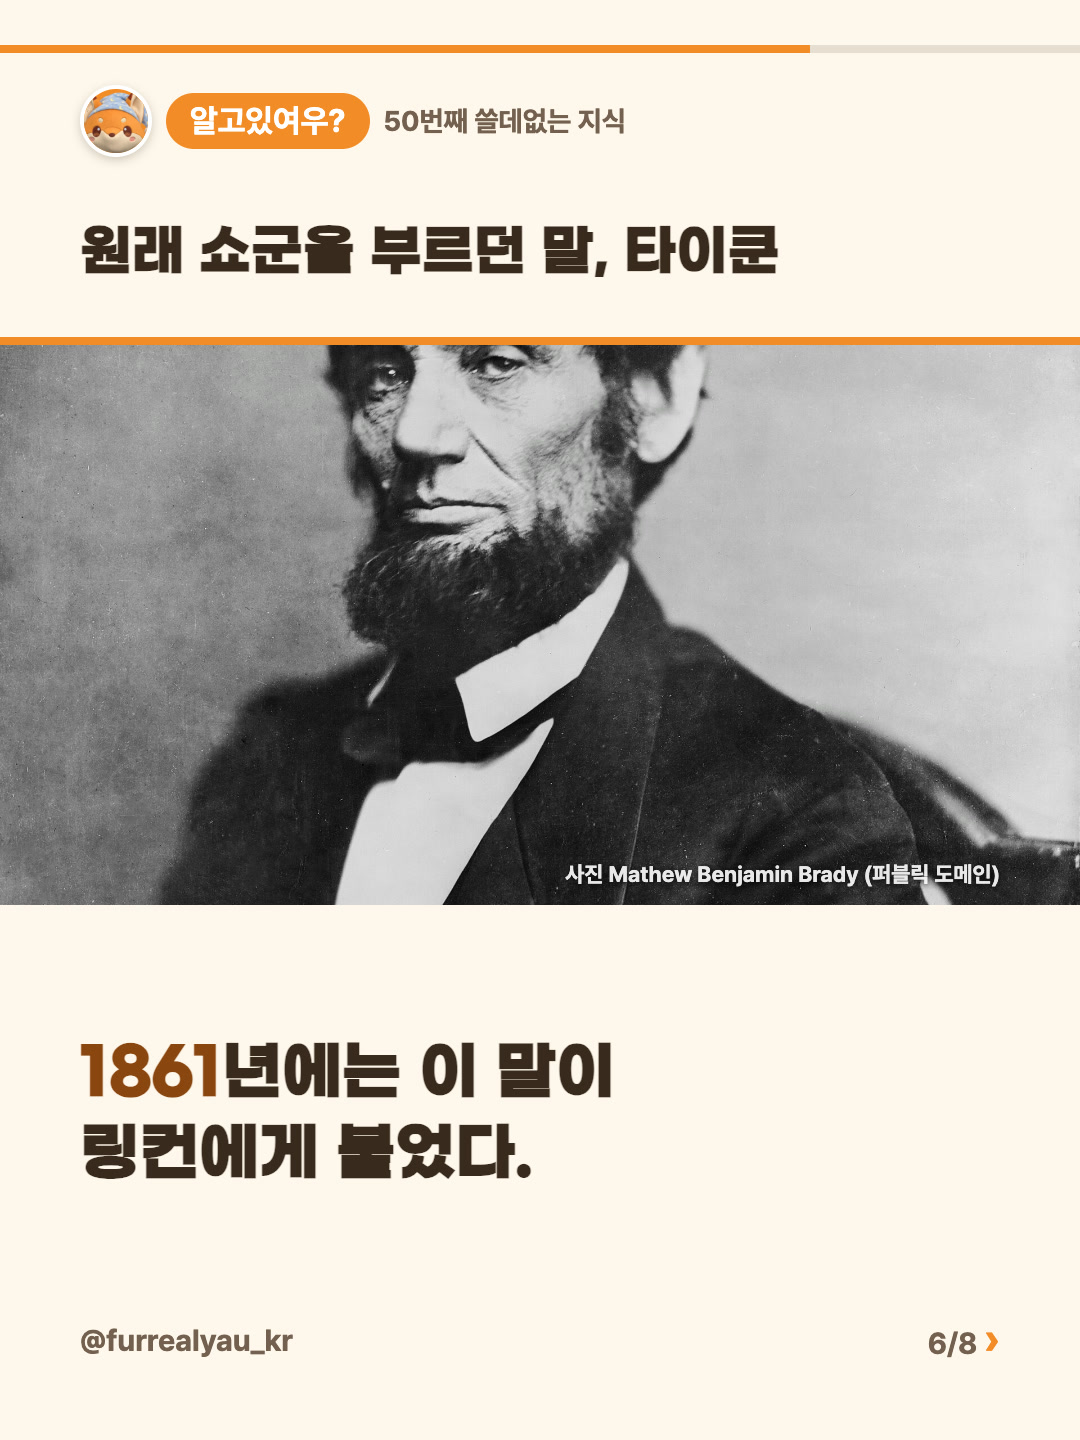 알고있여우? 50번째 쓸데없는 지식
원래 쇼군을 부르던 말, 타이쿤
사진 Mathew Benjamin Brady (퍼블릭 도메인)
1861년에는 이 말이
링컨에게 붙었다.
@furrealyau_kr
6/8 ›